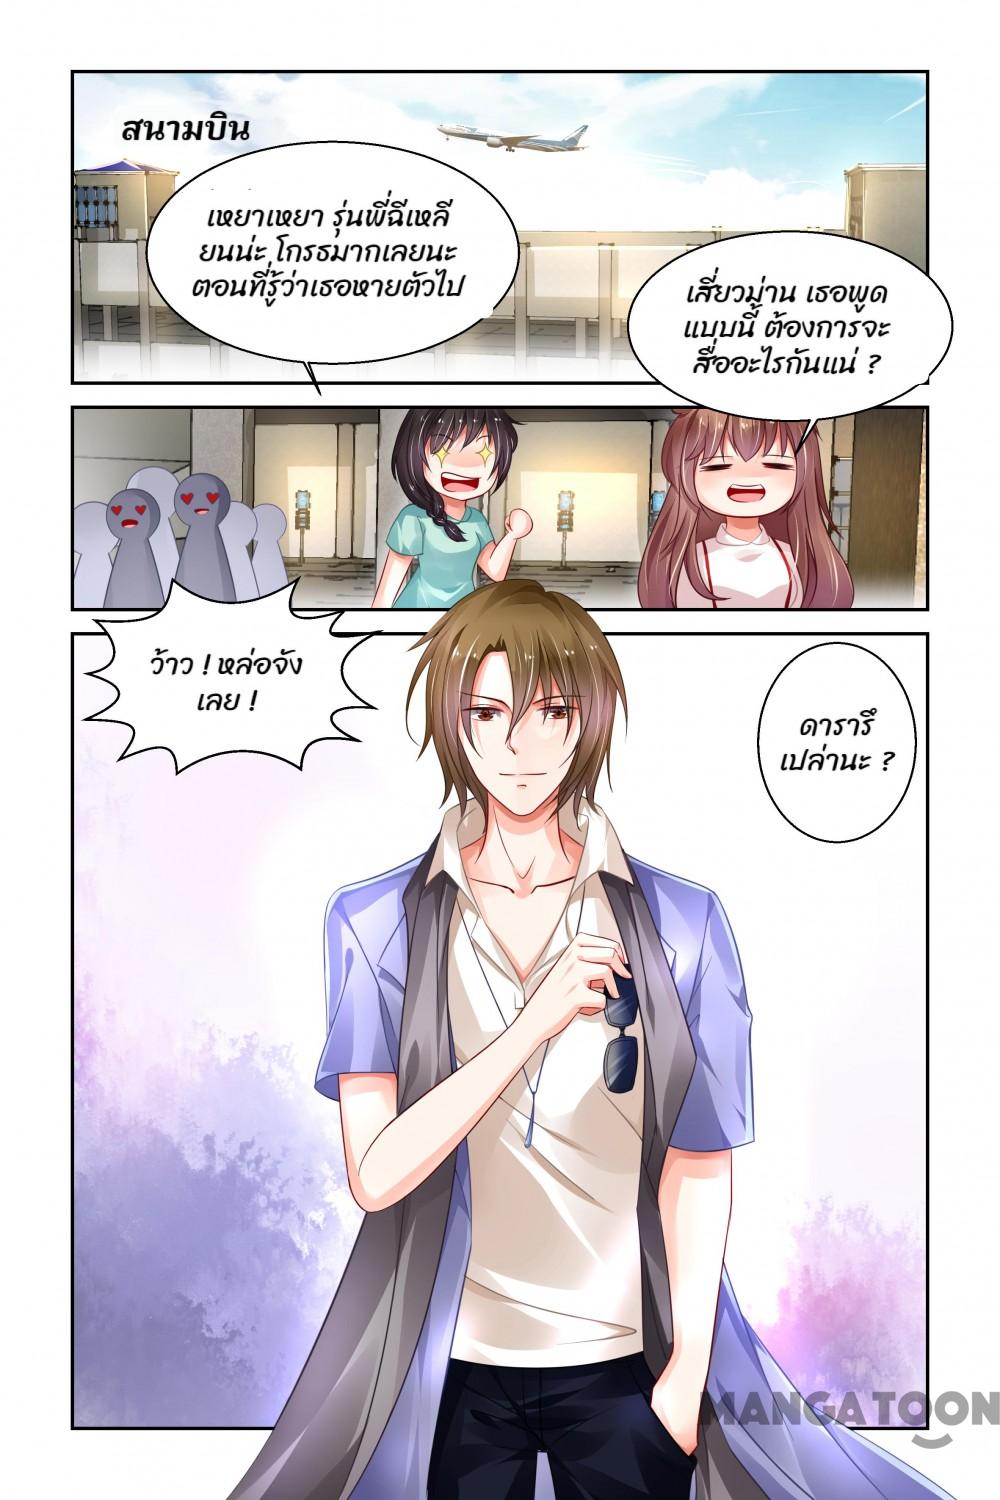 สนามบิน
เหยาเหยา รุ่นพี่ฉีเหลี
ยนน่ะ โกรธมากเลยนะ
ตอนที่รู้ว่าเธอหายตัวไป
เสี่ยวม่าน เธอพูด
แบบนี้ ต้องการจะ
สื่ออะไรกันแน่ ?
ว้าว ! หล่อจัง
เลย !
ดารารึ
เปล่านะ ?
MANGATOON